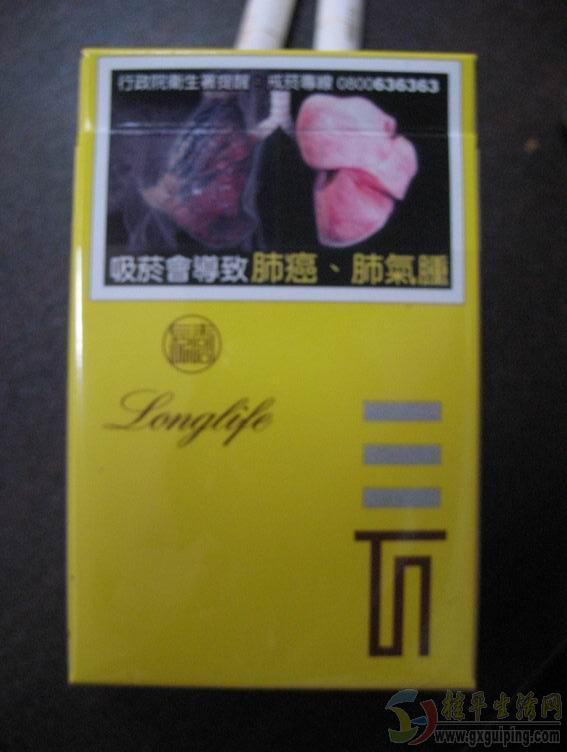 行政院衛生署提醒：戒菸專線 0800636363
吸菸會導致肺癌、肺氣腫
Longlife
桂平生活网
www.gxguiping.com